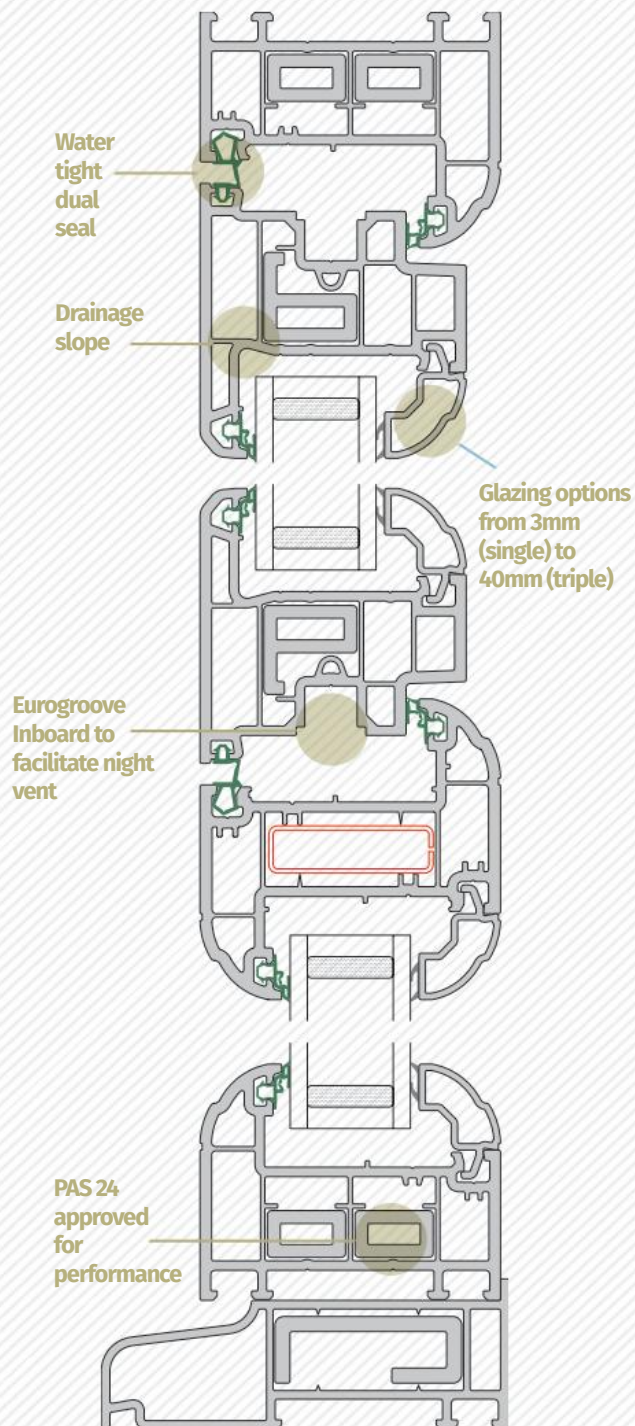 Water
tight
dual
seal
Drainage
slope
Glazing options
from 3mm
(single) to
40mm (triple)
Eurogroove
Inboard to
facilitate night
vent
PAS 24
approved
for
performance